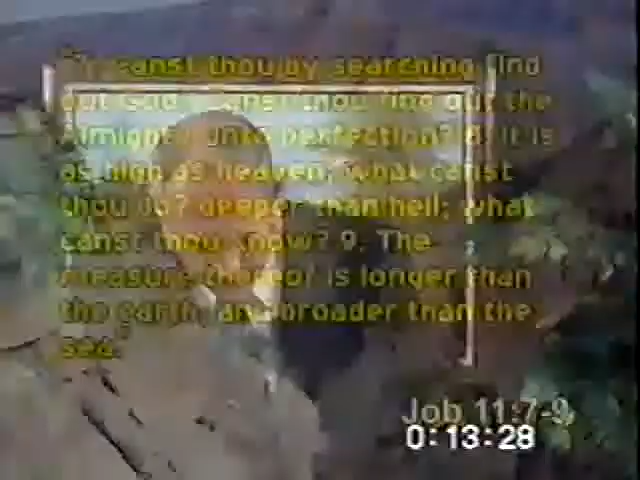 7. Canst thou by searching find
out God? Canst thou find out the
Almighty unto perfection? 8. It is
as high as heaven; what canst
thou do? deeper than hell; what
canst thou know? 9. The
measure thereof is longer than
the earth, and broader than the
sea.
Job 11:7-9
0:13:28